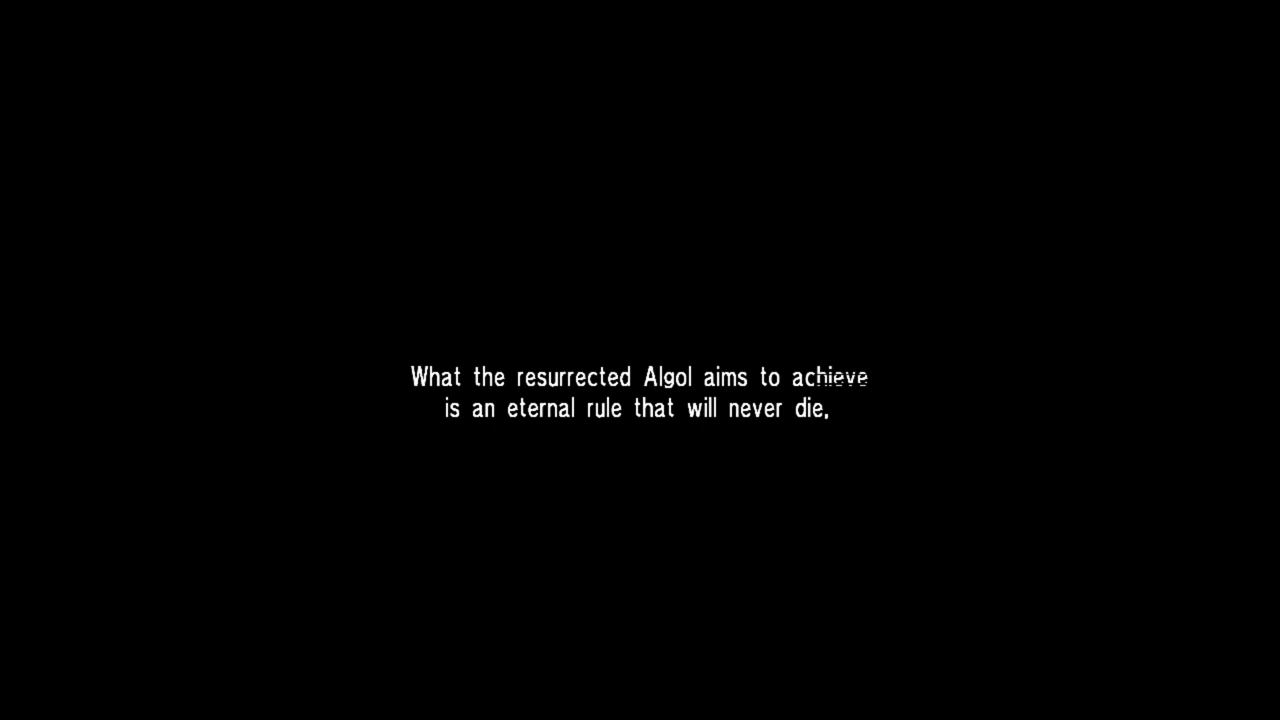 What the resurrected Algol aims to achieve
is an eternal rule that will never die,